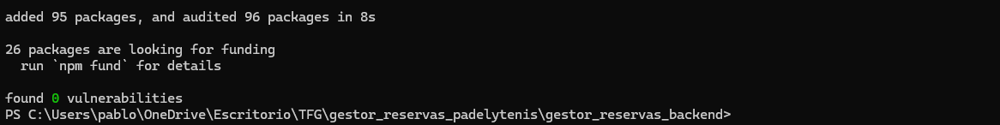 added 95 packages, and audited 96 packages in 8s
26 packages are looking for funding
  run `npm fund` for details
found 0 vulnerabilities
PS C:\Users\pablo\OneDrive\Escritorio\TFG\gestor_reservas_padelytenis\gestor_reservas_backend>